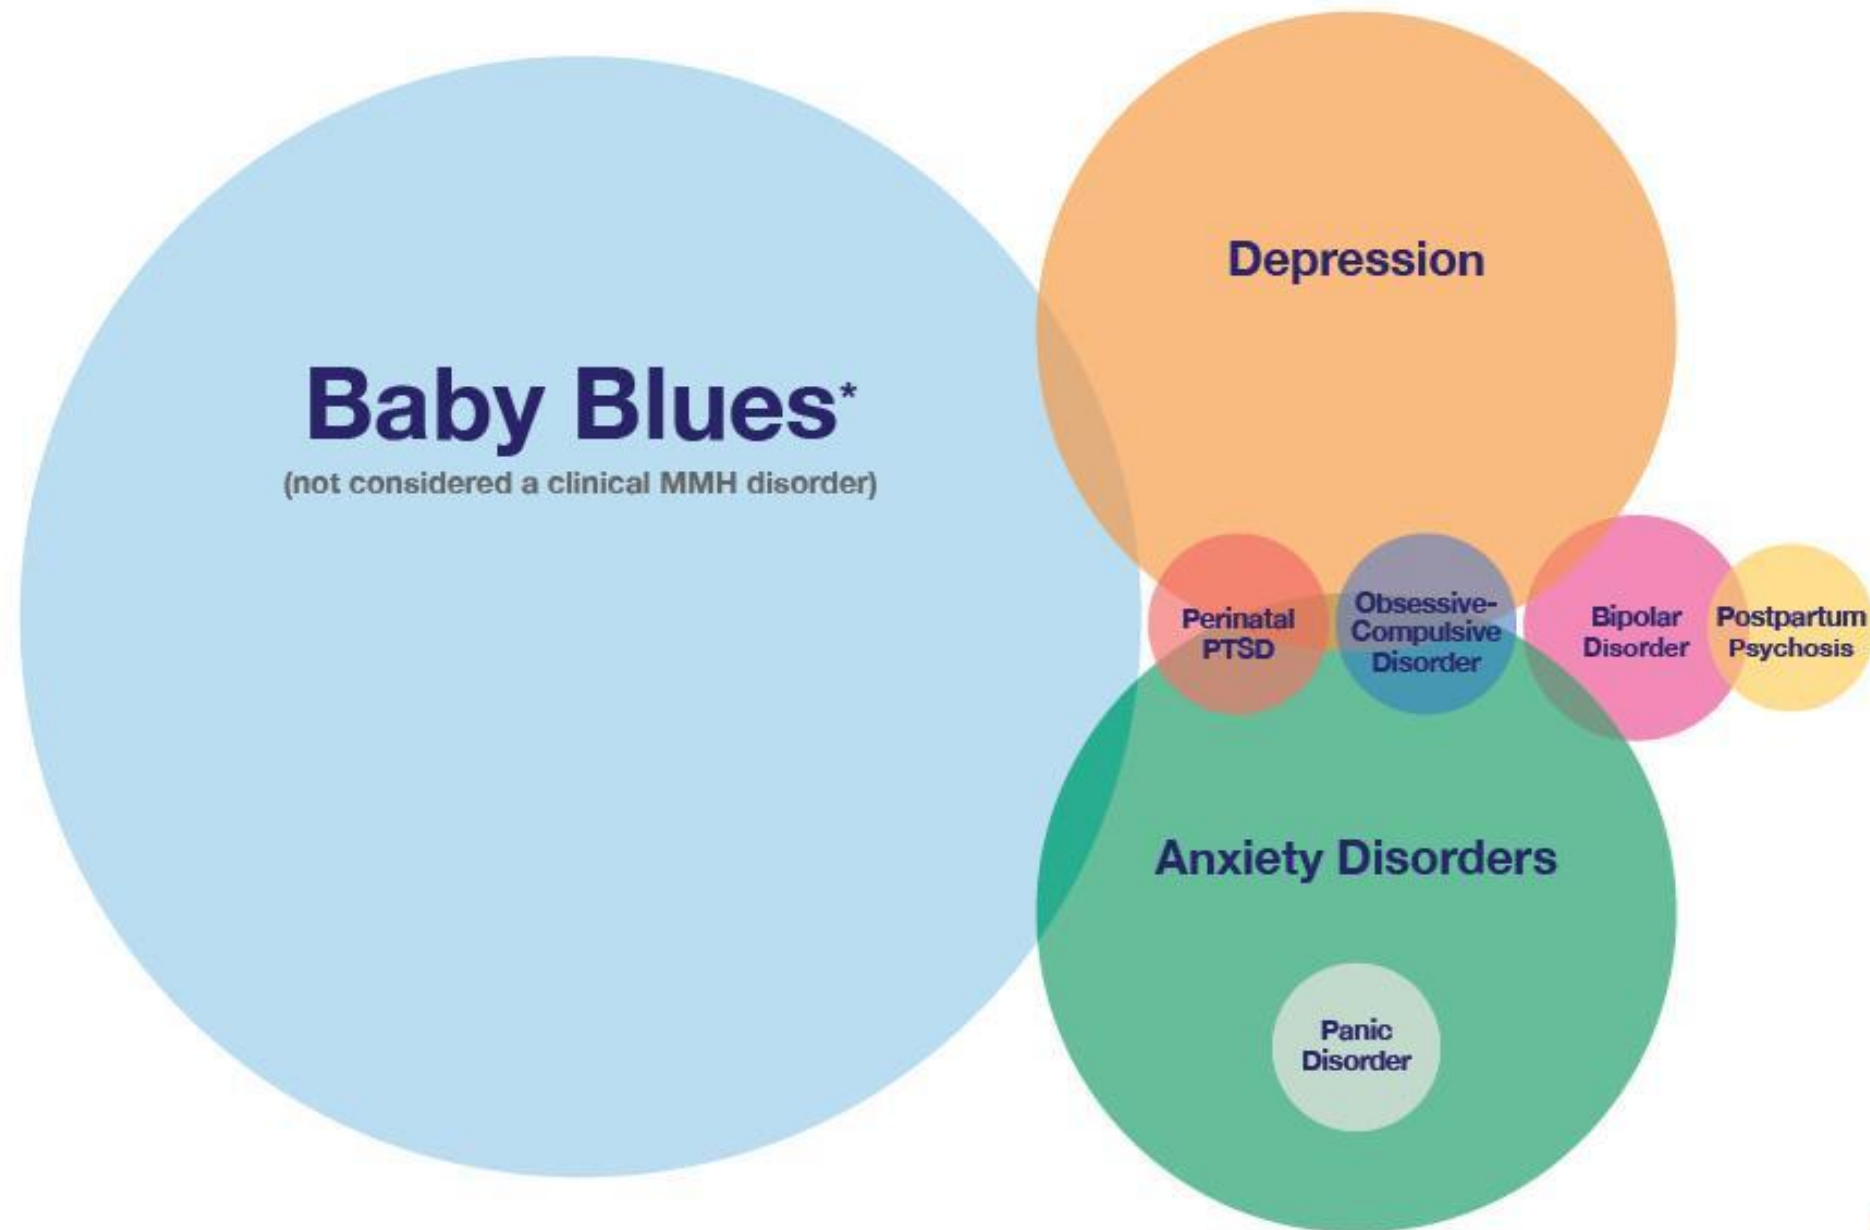 Depression
Baby Blues*
(not considered a clinical MMH disorder)
Perinatal
PTSD
Obsessive-
Compulsive
Disorder
Bipolar
Disorder
Postpartum
Psychosis
Anxiety Disorders
Panic
Disorder